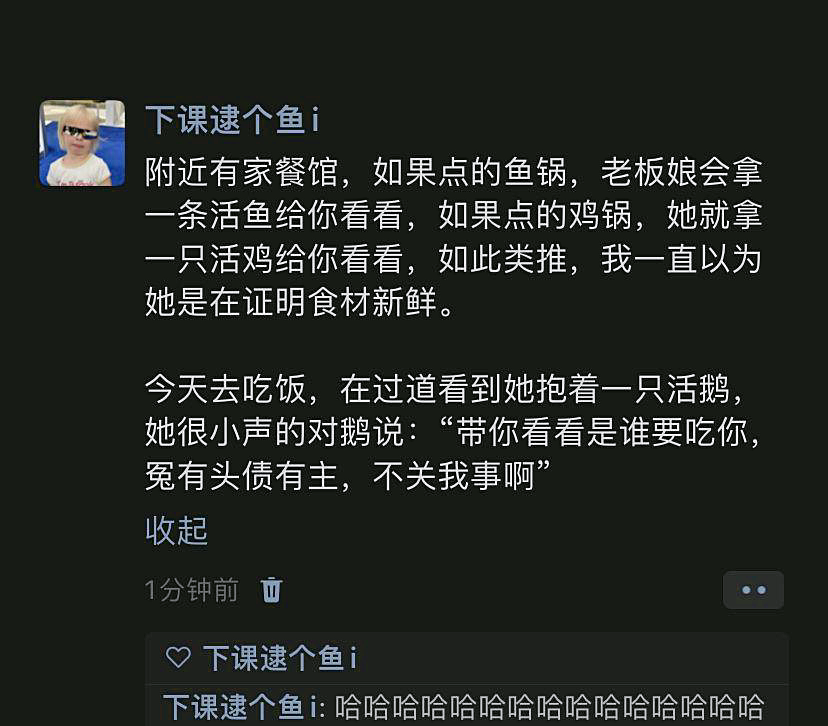 下课逮个鱼i
附近有家餐馆，如果点的鱼锅，老板娘会拿
一条活鱼给你看看，如果点的鸡锅，她就拿
一只活鸡给你看看，如此类推，我一直以为
她是在证明食材新鲜。
今天去吃饭，在过道看到她抱着一只活鹅，
她很小声的对鹅说：“带你看看是谁要吃你，
冤有头债有主，不关我事啊”
收起
1分钟前
下课逮个鱼i
下课逮个鱼i: 哈哈哈哈哈哈哈哈哈哈哈哈哈哈哈